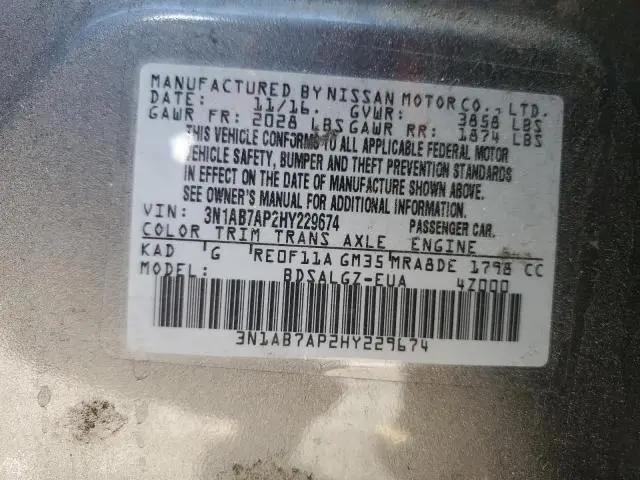 MANUFACTURED BY NISSAN MOTOR CO., LTD.
DATE: 11/16. GVWR: 3858 LBS
GAWR FR: 2028 LBS GAWR RR: 1874 LBS
THIS VEHICLE CONFORMS TO ALL APPLICABLE FEDERAL MOTOR
VEHICLE SAFETY, BUMPER AND THEFT PREVENTION STANDARDS
IN EFFECT ON THE DATE OF MANUFACTURE SHOWN ABOVE.
SEE OWNER'S MANUAL FOR ADDITIONAL INFORMATION.
VIN: 3N1AB7AP2HY229674 PASSENGER CAR.
COLOR TRIM TRANS AXLE ENGINE
KAD G RE0F11A GM35 MRA8DE 1798 CC
MODEL: BDSALGZ-EUA 4Z000
3N1AB7AP2HY229674